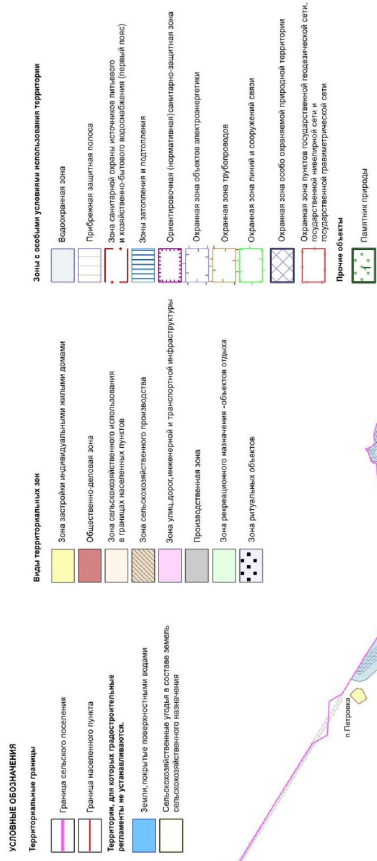 УСЛОВНЫЕ ОБОЗНАЧЕНИЯ
Территориальные границы
Граница сельского поселения
Граница населенного пункта
Территории, для которых градостроительные
регламенты не устанавливаются.
Земли, покрытые поверхностными водами
Сельскохозяйственные угодья в составе земель
сельскохозяйственного назначения
Виды территориальных зон
Зона застройки индивидуальными жилыми домами
Общественно-деловая зона
Зона сельскохозяйственного использования
в границах населенных пунктов
Зона сельскохозяйственного производства
Зона улиц,дорог,инженерной и транспортной инфраструктуры
Производственная зона
Зона рекреационного назначения -объектов отдыха
Зона ритуальных объектов
Зоны с особыми условиями использования территории
Водоохранная зона
Прибрежная защитная полоса
Зона санитарной охраны источников питьевого
и хозяйственно-бытового водоснабжения (первый пояс)
Зоны затопления и подтопления
Ориентировочная (нормативная)санитарно-защитная зона
Охранная зона объектов электроэнергетики
Охранная зона трубопроводов
Охранная зона линий и сооружений связи
Охранная зона особо охраняемой природной территории
Охранная зона пунктов государственной геодезической сети,
государственной нивелирной сети и
государственной гравиметрической сети
Прочие объекты
Памятник природы
п.Петровка